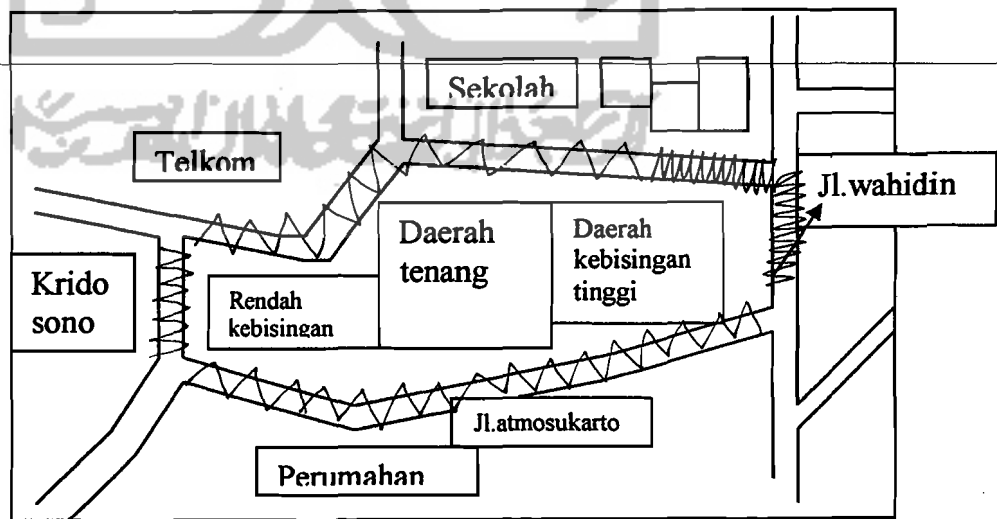 Sekolah
Telkom
Jl.wahidin
Daerah
tenang
Daerah
kebisingan
tinggi
Krido
sono
Rendah
kebisingan
Jl.atmosukarto
Perumahan